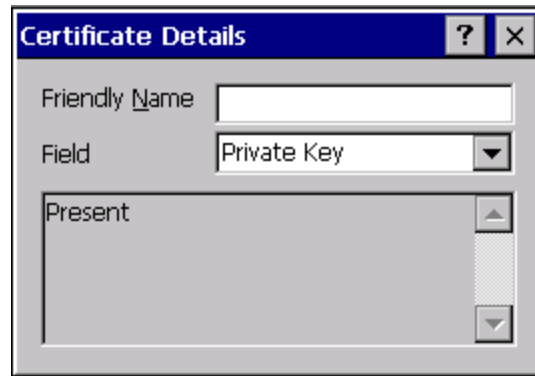 Certificate Details ? ×
Friendly Name
Field Private Key
Present